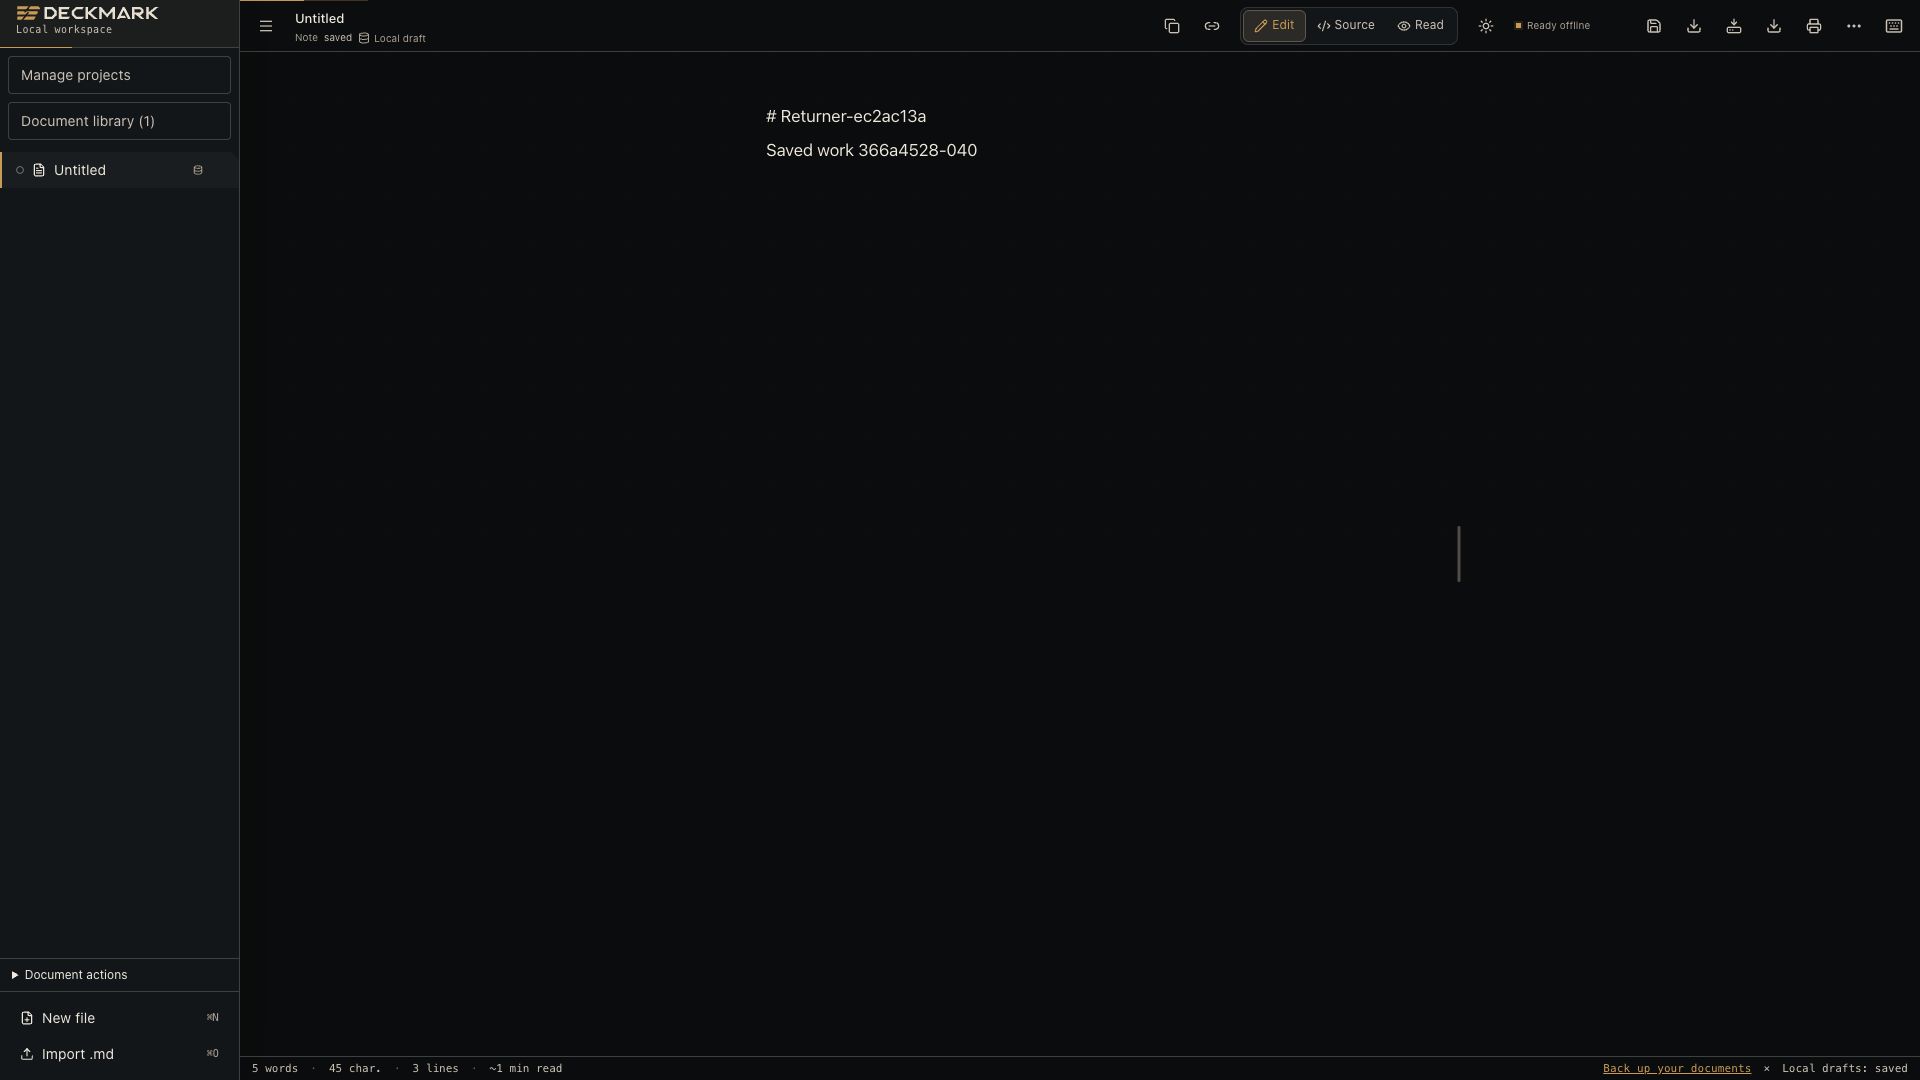 DECKMARK
Local workspace
Manage projects
Document library (1)
Untitled
Document actions
New file ⌘N
Import .md ⌘O
Untitled
Note saved Local draft
Edit
Source
Read
Ready offline
# Returner-ec2ac13a
Saved work 366a4528-040
5 words · 45 char. · 3 lines · ~1 min read
Back up your documents × Local drafts: saved